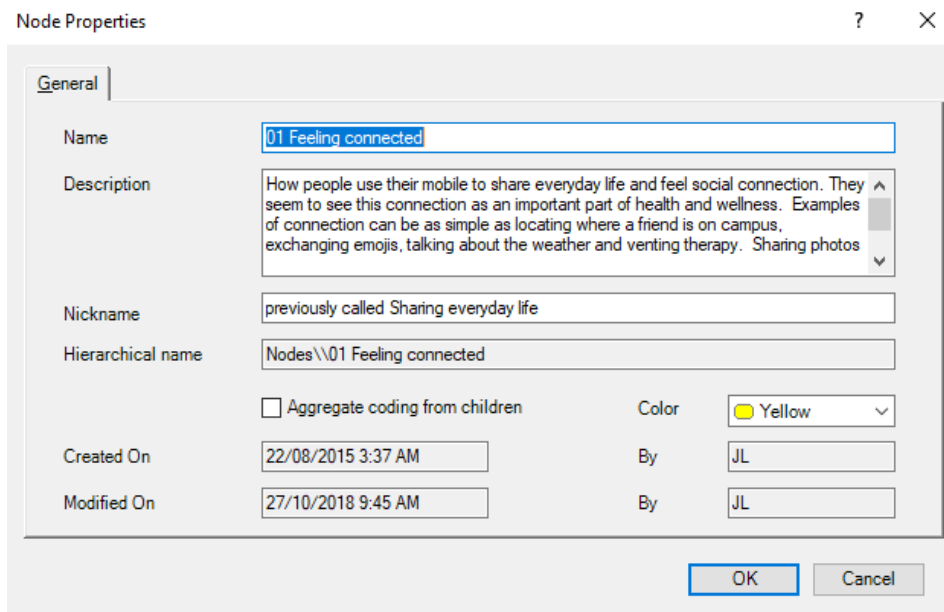 Node Properties ? ×
General
Name 01 Feeling connected
Description How people use their mobile to share everyday life and feel social connection. They
seem to see this connection as an important part of health and wellness.  Examples
of connection can be as simple as locating where a friend is on campus,
exchanging emojis, talking about the weather and venting therapy.  Sharing photos
Nickname previously called Sharing everyday life
Hierarchical name Nodes\\01 Feeling connected
Aggregate coding from children Color Yellow
Created On 22/08/2015 3:37 AM By JL
Modified On 27/10/2018 9:45 AM By JL
OK Cancel